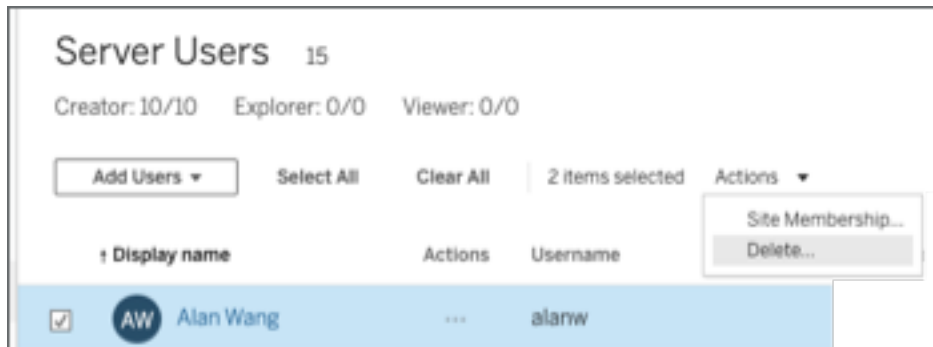 Server Users 15
Creator: 10/10 Explorer: 0/0 Viewer: 0/0
Add Users Select All Clear All 2 items selected Actions
Site Membership...
Delete...
↑ Display name Actions Username
AW Alan Wang ... alanw